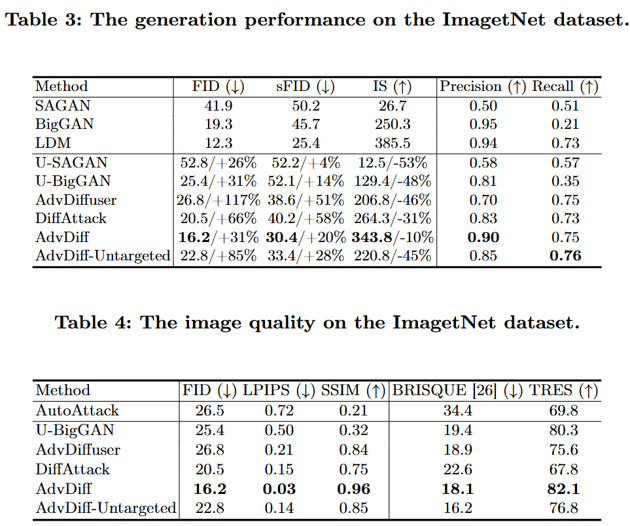 Table 3: The generation performance on the ImagetNet dataset.
Method FID (↓) sFID (↓) IS (↑) Precision (↑) Recall (↑)
SAGAN 41.9 50.2 26.7 0.50 0.51
BigGAN 19.3 45.7 250.3 0.95 0.21
LDM 12.3 25.4 385.5 0.94 0.73
U-SAGAN 52.8/+26% 52.2/+4% 12.5/-53% 0.58 0.57
U-BigGAN 25.4/+31% 52.1/+14% 129.4/-48% 0.81 0.35
AdvDiffuser 26.8/+117% 38.6/+51% 206.8/-46% 0.70 0.75
DiffAttack 20.5/+66% 40.2/+58% 264.3/-31% 0.83 0.73
AdvDiff 16.2/+31% 30.4/+20% 343.8/-10% 0.90 0.75
AdvDiff-Untargeted 22.8/+85% 33.4/+28% 220.8/-45% 0.85 0.76
Table 4: The image quality on the ImagetNet dataset.
Method FID (↓) LPIPS (↓) SSIM (↑) BRISQUE [26] (↓) TRES (↑)
AutoAttack 26.5 0.72 0.21 34.4 69.8
U-BigGAN 25.4 0.50 0.32 19.4 80.3
AdvDiffuser 26.8 0.21 0.84 18.9 75.6
DiffAttack 20.5 0.15 0.75 22.6 67.8
AdvDiff 16.2 0.03 0.96 18.1 82.1
AdvDiff-Untargeted 22.8 0.14 0.85 16.2 76.8